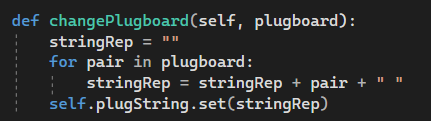 def changePlugboard(self, plugboard):
    stringRep = ""
    for pair in plugboard:
        stringRep = stringRep + pair + " "
    self.plugString.set(stringRep)